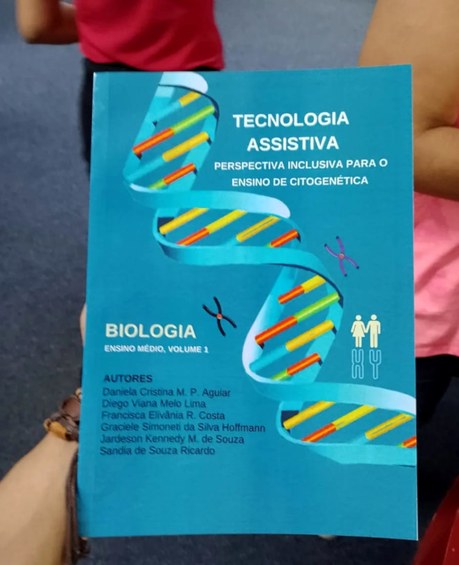 TECNOLOGIA
ASSISTIVA
PERSPECTIVA INCLUSIVA PARA O
ENSINO DE CITOGENÉTICA
BIOLOGIA
ENSINO MÉDIO, VOLUME 1
AUTORES
Daniela Cristina M. P. Aguiar
Diego Viana Melo Lima
Francisca Elivânia R. Costa
Graciele Simoneti da Silva Hoffmann
Jardeson Kennedy M. de Souza
Sandia de Souza Ricardo